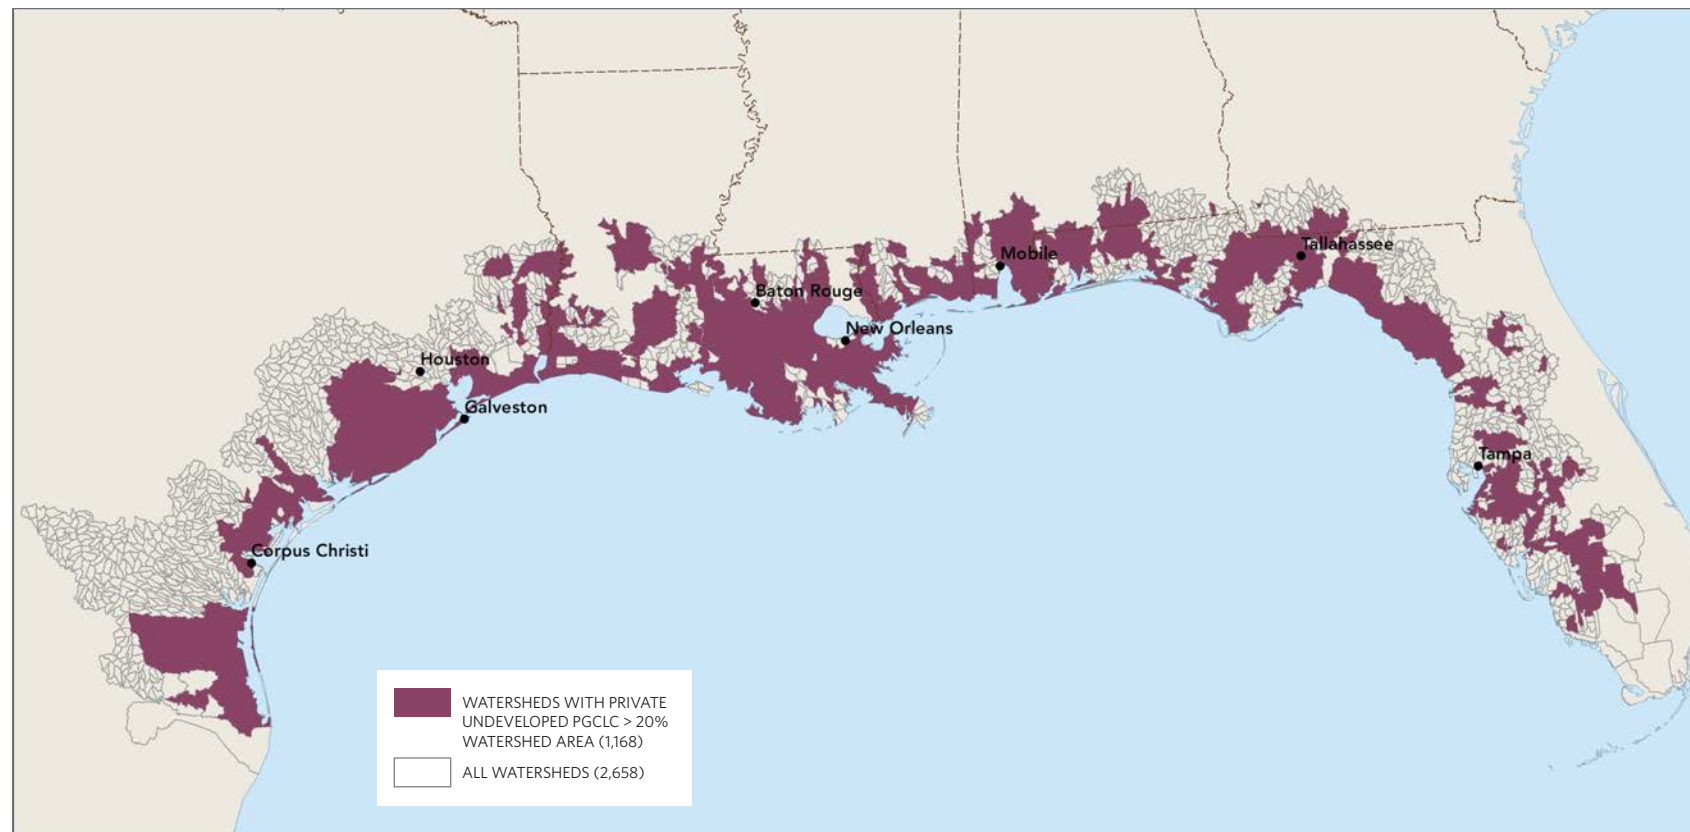 Tallahassee
Mobile
Baton Rouge
New Orleans
Houston
Galveston
Tampa
Corpus Christi
WATERSHEDS WITH PRIVATE
UNDEVELOPED PGCLC > 20%
WATERSHED AREA (1,168)
ALL WATERSHEDS (2,658)